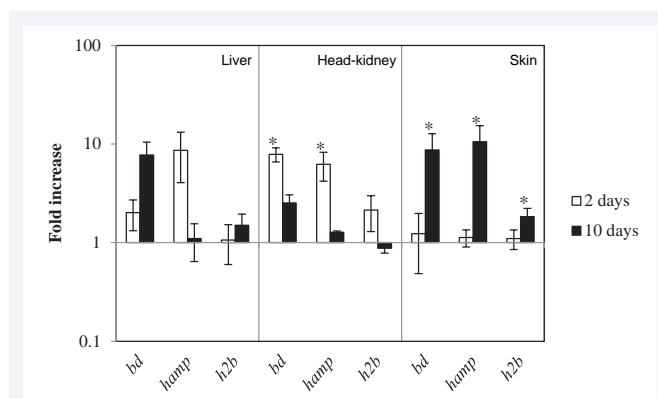 100
Liver
Head-kidney
Skin
* * * * *
10
Fold increase
2 days
1
10 days
0.1
bd hamp h2b bd hamp h2b bd hamp h2b